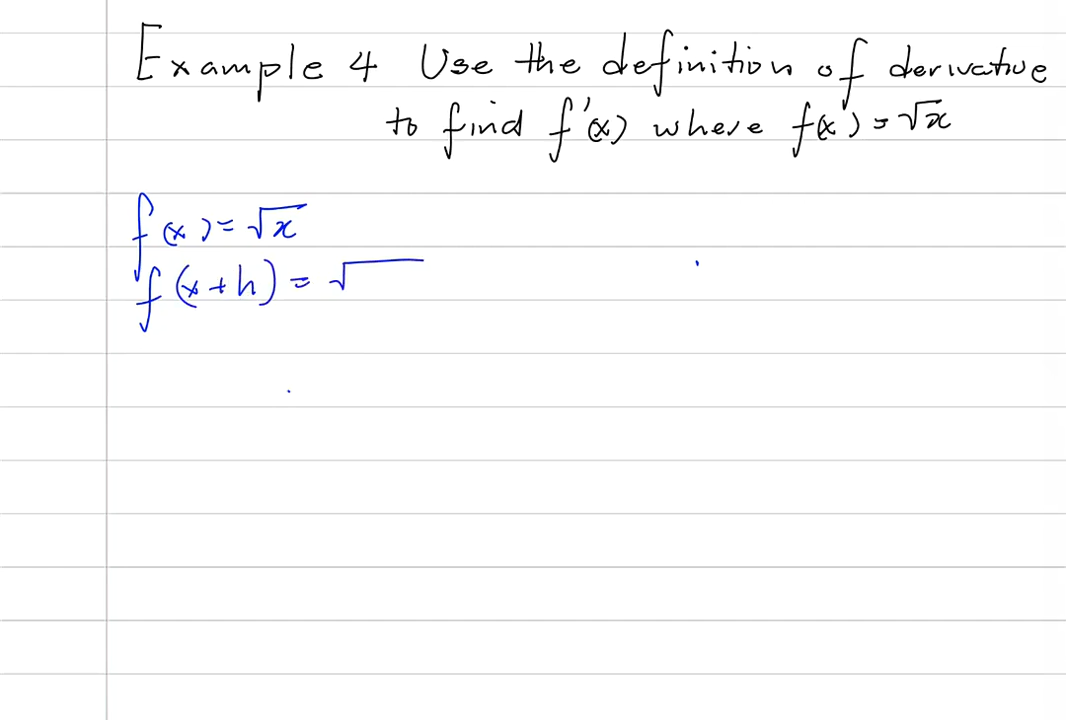 Example 4 Use the definition of derivative
to find f'(x) where f(x) = √x
f(x) = √x
f(x+h) = √